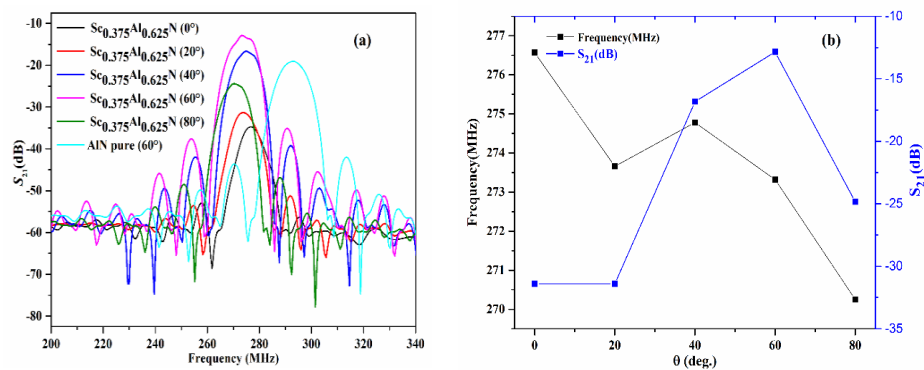 (a)
Sc0.375Al0.625N (0°)
Sc0.375Al0.625N (20°)
Sc0.375Al0.625N (40°)
Sc0.375Al0.625N (60°)
Sc0.375Al0.625N (80°)
AlN pure (60°)
S21(dB)
-10
-20
-30
-40
-50
-60
-70
-80
200 220 240 260 280 300 320 340
Frequency (MHz)
(b)
Frequency(MHz)
S21(dB)
Frequency(MHz)
277
276
275
274
273
272
271
270
0 20 40 60 80
θ (deg.)
-10
-15
-20
-25
-30
-35
S21(dB)